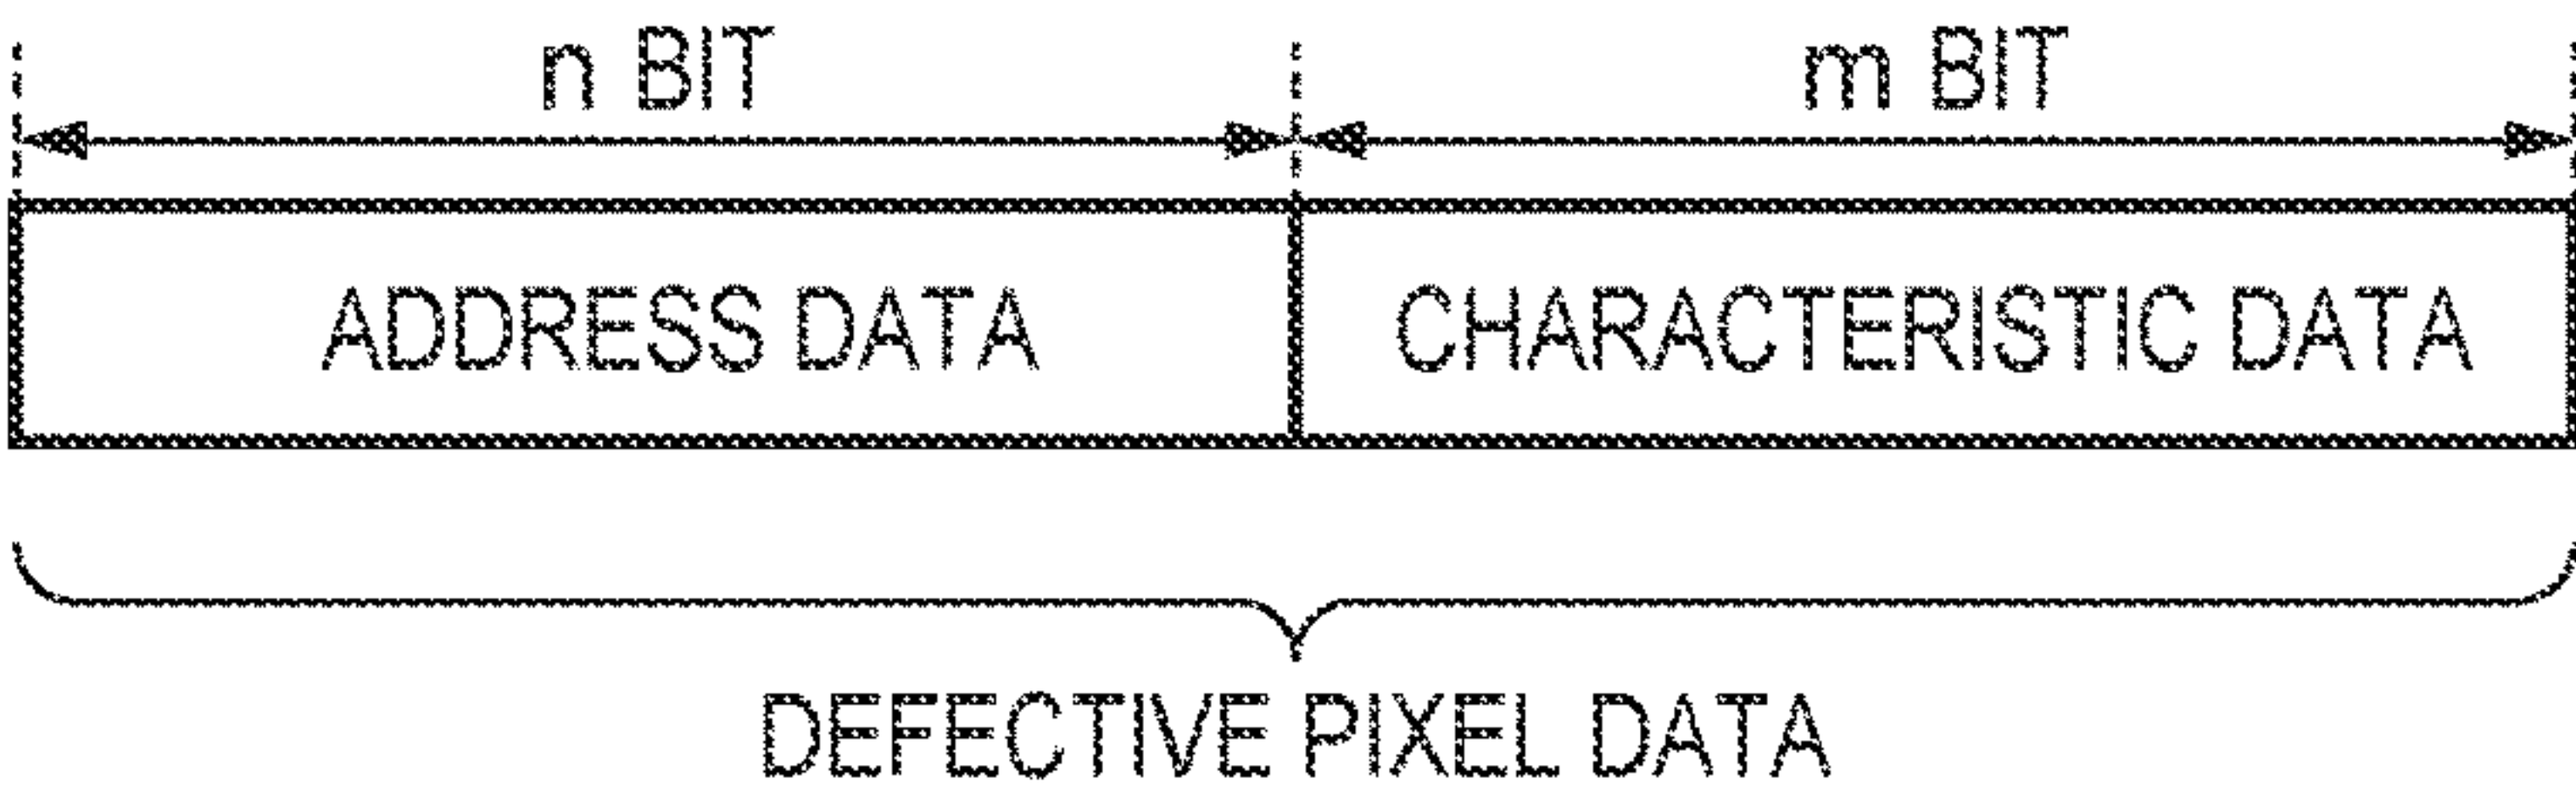 n BIT m BIT
ADDRESS DATA CHARACTERISTIC DATA
DEFECTIVE PIXEL DATA